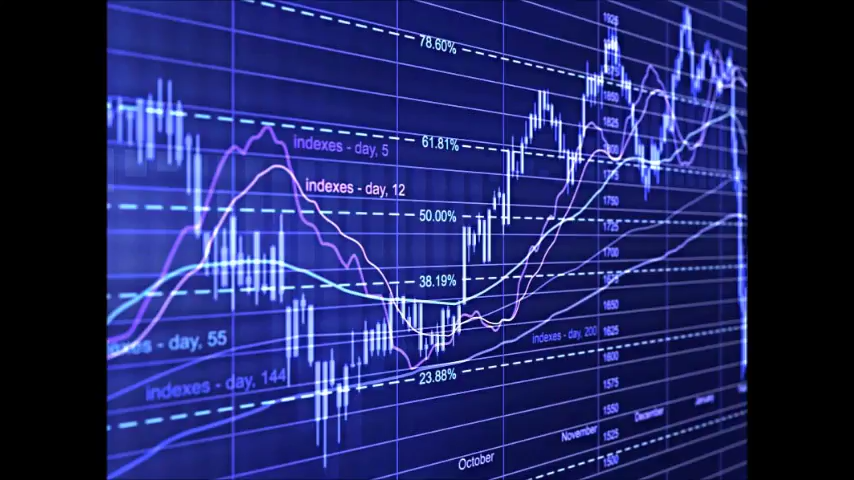 78.60%
61.81%
indexes - day, 5
indexes - day, 12
50.00%
38.19%
indexes - day, 55
indexes - day, 200
indexes - day, 144
23.88%
1925
1850
1825
1800
1775
1750
1725
1700
1675
1650
1625
1600
1575
1550
1525
1500
October
November
December
January